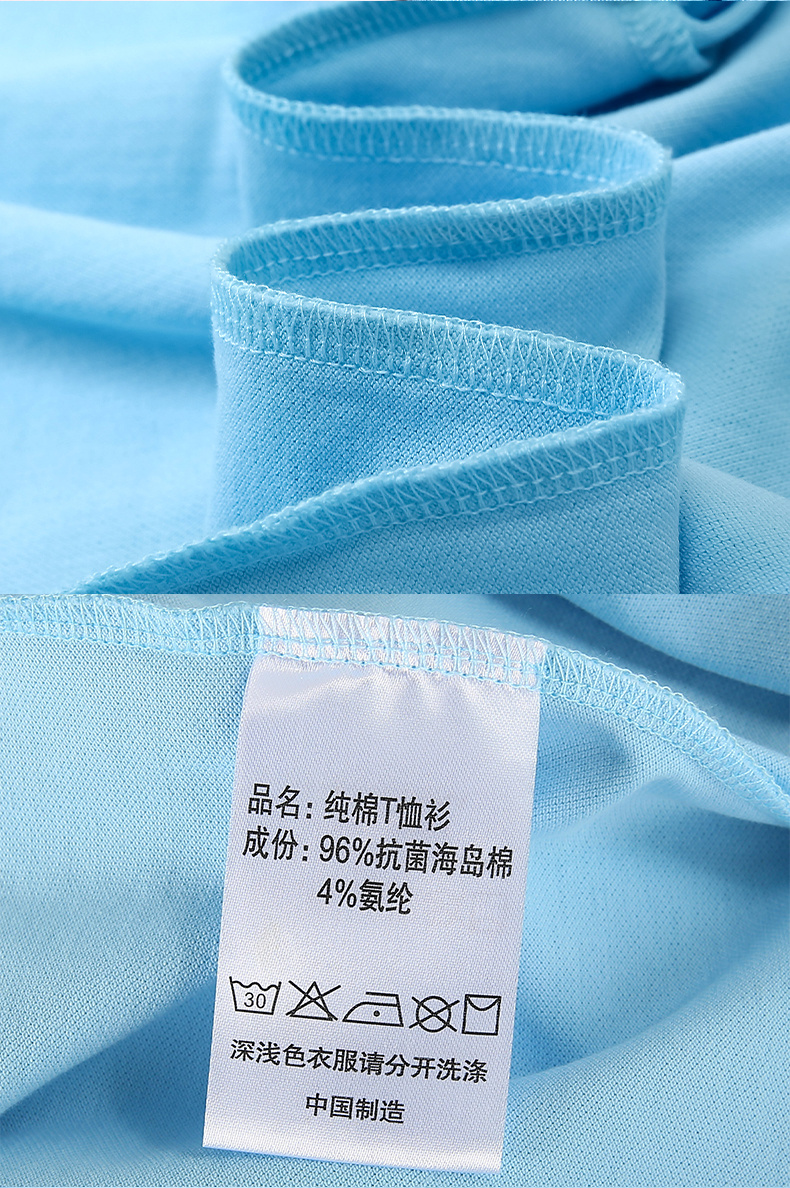 品名：纯棉T恤衫
成份：96%抗菌海岛棉
4%氨纶
30
深浅色衣服请分开洗涤
中国制造